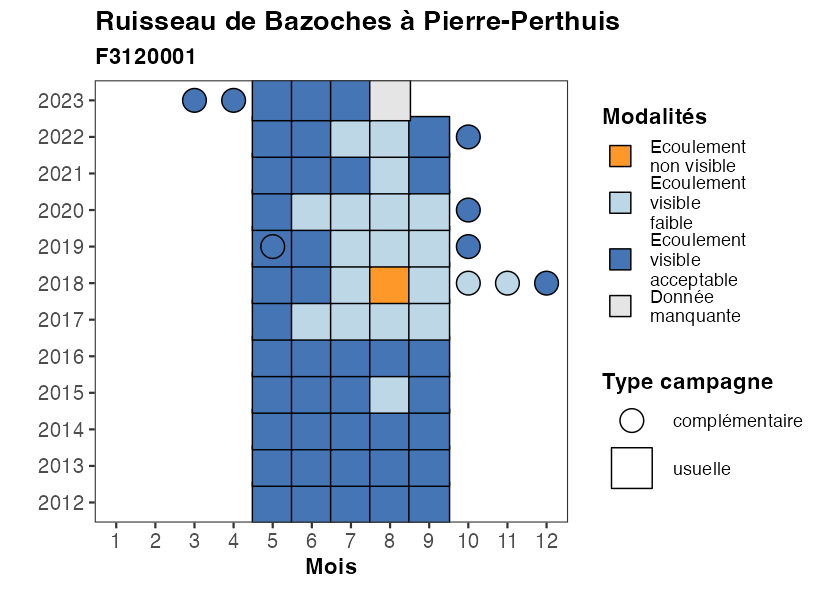 Ruisseau de Bazoches à Pierre-Perthuis
F3120001
2023
2022
2021
2020
2019
2018
2017
2016
2015
2014
2013
2012
1 2 3 4 5 6 7 8 9 10 11 12
Mois
Modalités
Ecoulement
non visible
Ecoulement
visible
faible
Ecoulement
visible
acceptable
Donnée
manquante
Type campagne
complémentaire
usuelle